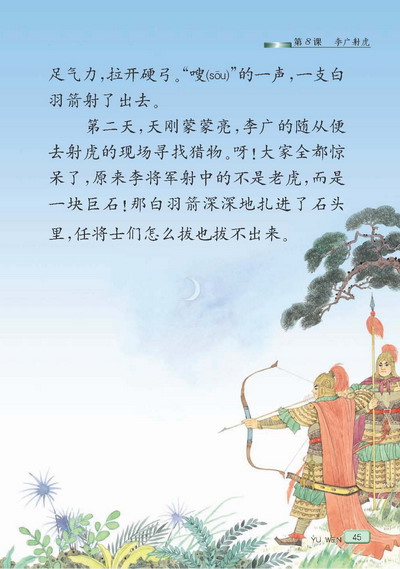 第8课 李广射虎
足气力，拉开硬弓。“嗖(sōu)”的一声，一支白
羽箭射了出去。
第二天，天刚蒙蒙亮，李广的随从便
去射虎的现场寻找猎物。呀！大家全都惊
呆了，原来李将军射中的不是老虎，而是
一块巨石！那白羽箭深深地扎进了石头
里，任将士们怎么拔也拔不出来。
YU WEN 45